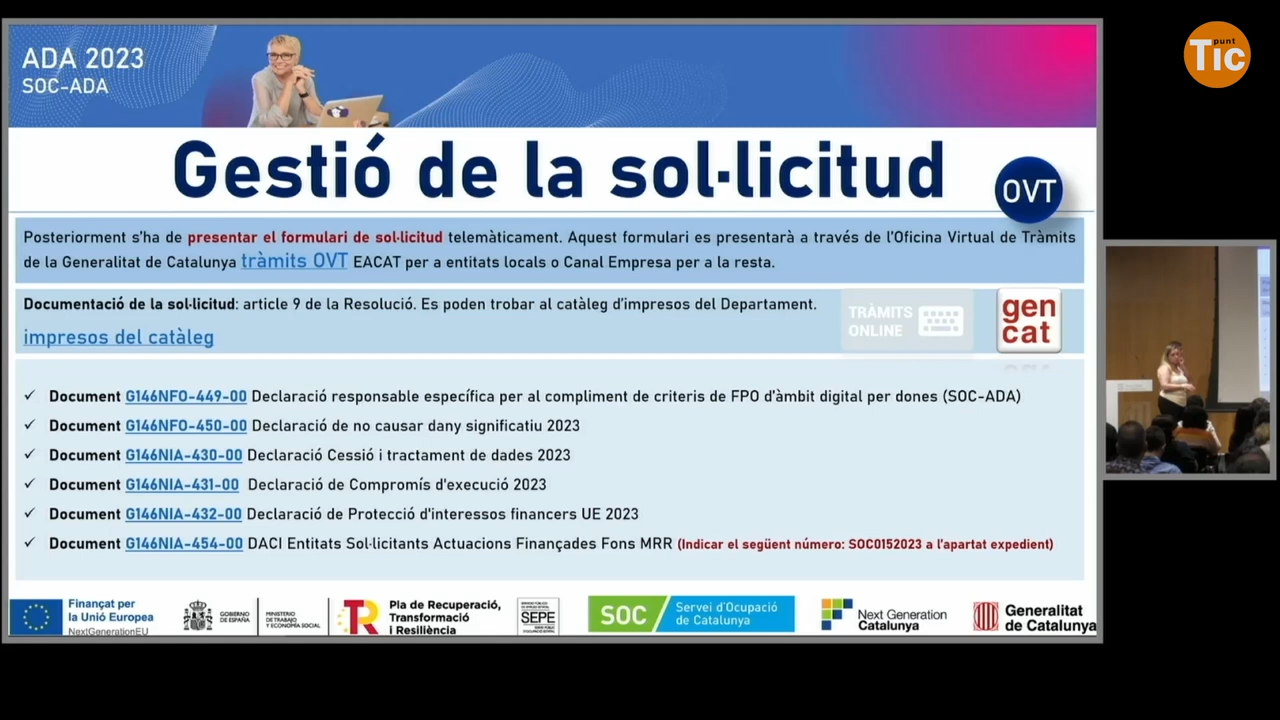 ADA 2023
SOC-ADA
punt
Tic
Gestió de la sol·licitud
OVT
Posteriorment s'ha de presentar el formulari de sol·licitud telemàticament. Aquest formulari es presentarà a través de l'Oficina Virtual de Tràmits
de la Generalitat de Catalunya tràmits OVT EACAT per a entitats locals o Canal Empresa per a la resta.
Documentació de la sol·licitud: article 9 de la Resolució. Es poden trobar al catàleg d'impresos del Departament.
impresos del catàleg
TRÀMITS
ONLINE
gen
cat
✓ Document G146NFO-449-00 Declaració responsable específica per al compliment de criteris de FPO d'àmbit digital per dones (SOC-ADA)
✓ Document G146NFO-450-00 Declaració de no causar dany significatiu 2023
✓ Document G146NIA-430-00 Declaració Cessió i tractament de dades 2023
✓ Document G146NIA-431-00 Declaració de Compromís d'execució 2023
✓ Document G146NIA-432-00 Declaració de Protecció d'interessos financers UE 2023
✓ Document G146NIA-454-00 DACI Entitats Sol·licitants Actuacions Finançades Fons MRR (Indicar el següent número: SOC0152023 a l'apartat expedient)
Finançat per
la Unió Europea
NextGenerationEU
GOBIERNO
DE ESPAÑA
MINISTERIO
DE TRABAJO
Y ECONOMÍA SOCIAL
Pla de Recuperació,
Transformació
i Resiliència
SEPE
SOC
Servei d'Ocupació
de Catalunya
Next Generation
Catalunya
Generalitat
de Catalunya